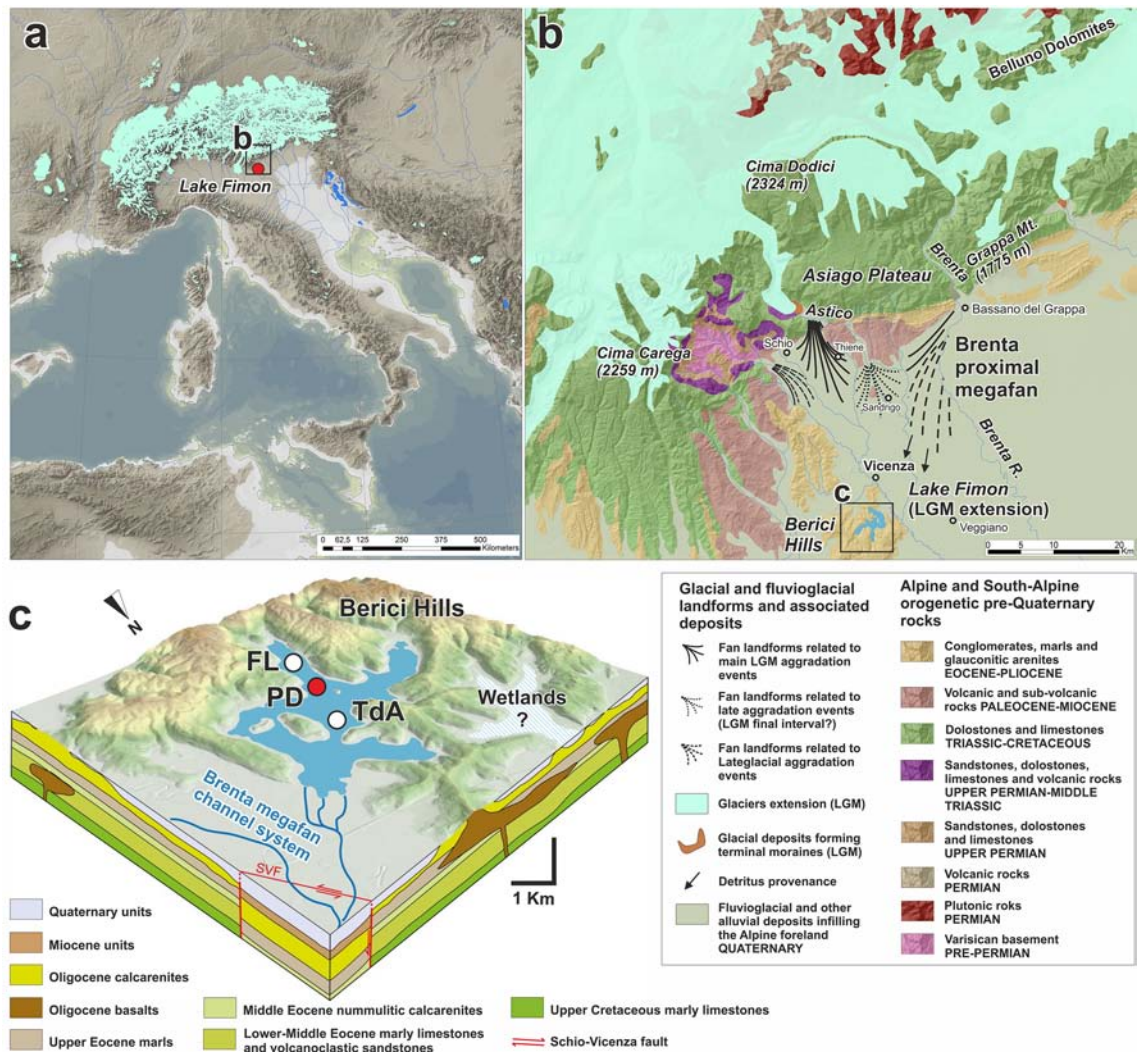 a
b
Lake Fimon
0 62,5 125 250 375 500
Kilometers
b
Belluno Dolomites
Cima Dodici
(2324 m)
Brenta
Grappa Mt.
(1775 m)
Asiago Plateau
Astico
Bassano del Grappa
Schio
Thiene
Cima Carega
(2259 m)
Brenta
proximal
megafan
Sandrigo
Brenta R.
Vicenza
c
Lake Fimon
(LGM extension)
Veggiano
Berici
Hills
0 5 10 20
km
c
N
Berici Hills
FL
PD
TdA
Wetlands
?
Brenta megafan
channel system
SVF
1 Km
Quaternary units
Miocene units
Oligocene calcarenites
Oligocene basalts
Upper Eocene marls
Middle Eocene nummulitic calcarenites
Lower-Middle Eocene marly limestones
and volcanoclastic sandstones
Upper Cretaceous marly limestones
Schio-Vicenza fault
Glacial and fluvioglacial
landforms and associated
deposits
Fan landforms related to
main LGM aggradation
events
Fan landforms related to
late aggradation events
(LGM final interval?)
Fan landforms related to
Lateglacial aggradation
events
Glaciers extension (LGM)
Glacial deposits forming
terminal moraines (LGM)
Detritus provenance
Fluvioglacial and other
alluvial deposits infilling
the Alpine foreland
QUATERNARY
Alpine and South-Alpine
orogenetic pre-Quaternary
rocks
Conglomerates, marls and
glauconitic arenites
EOCENE-PLIOCENE
Volcanic and sub-volcanic
rocks PALEOCENE-MIOCENE
Dolostones and limestones
TRIASSIC-CRETACEOUS
Sandstones, dolostones,
limestones and volcanic rocks
UPPER PERMIAN-MIDDLE
TRIASSIC
Sandstones, dolostones
and limestones
UPPER PERMIAN
Volcanic rocks
PERMIAN
Plutonic roks
PERMIAN
Varisican basement
PRE-PERMIAN